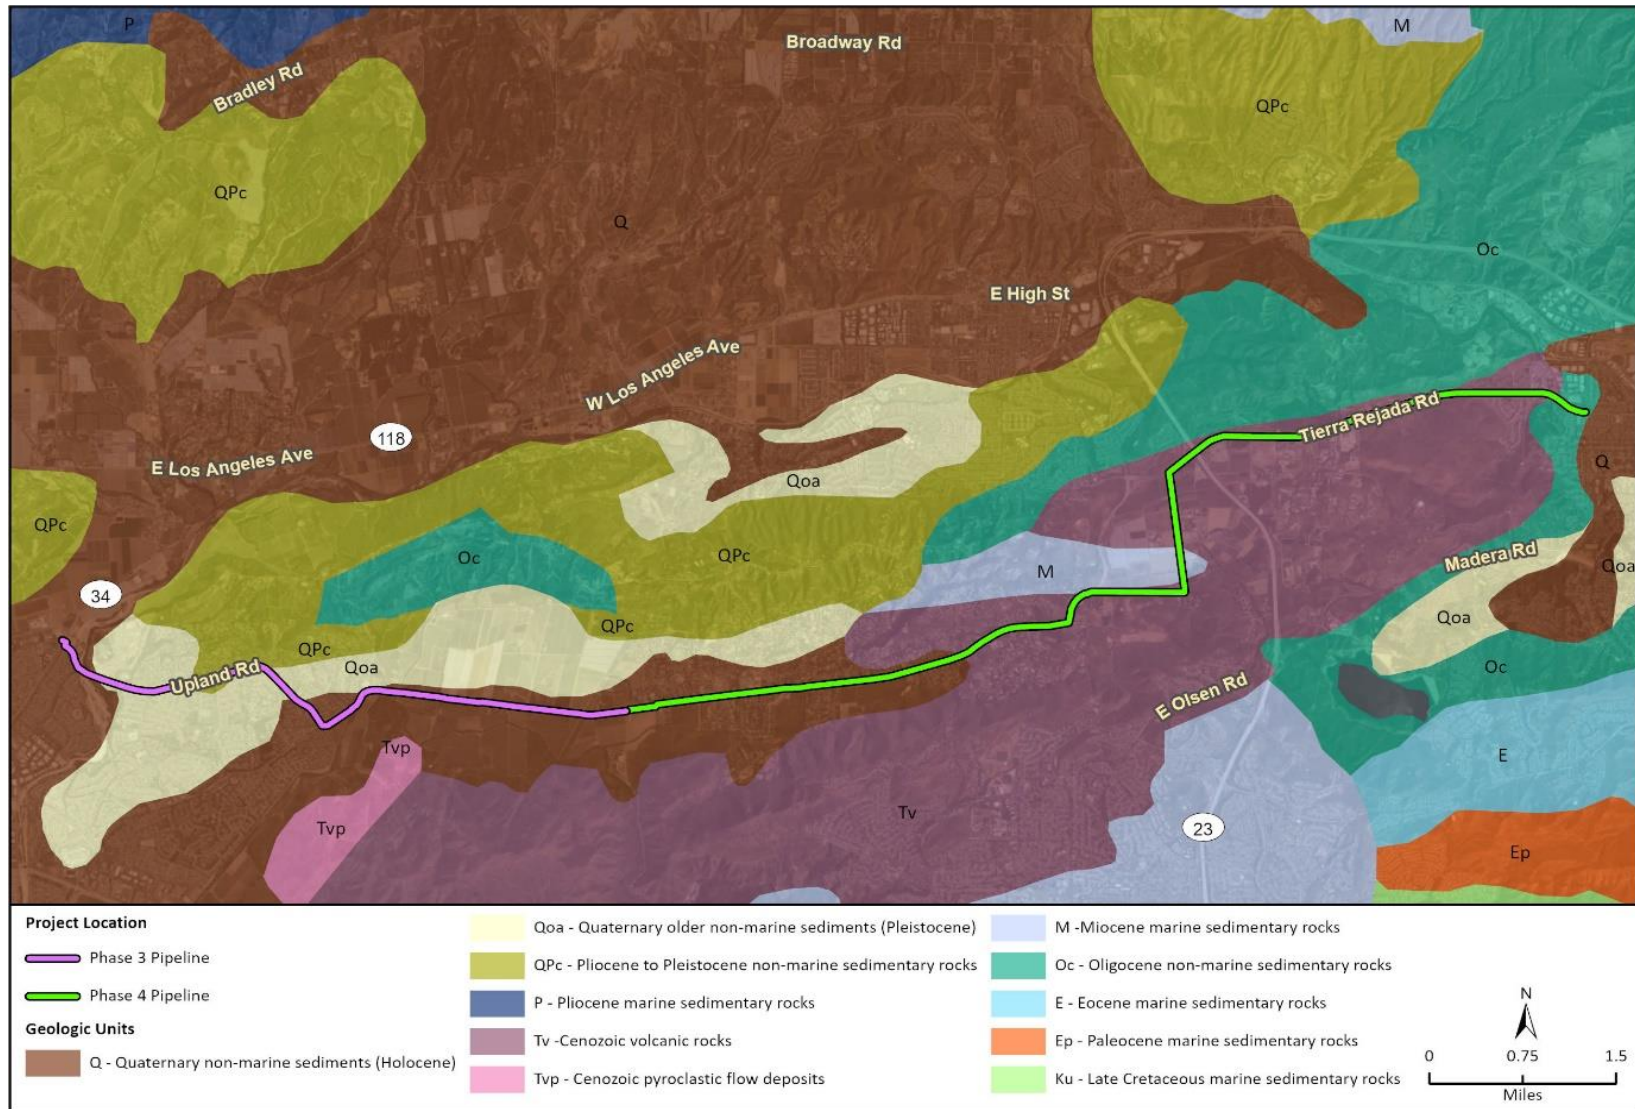 P
M
Broadway Rd
Bradley Rd
QPc
QPc
Q
Oc
E High St
W Los Angeles Ave
118
Tierra Rejada Rd
E Los Angeles Ave
Q
Qoa
QPc
Oc
QPc
Madera Rd
M
Qoa
34
Qoa
QPc
QPc
Qoa
Oc
Upland Rd
E Olsen Rd
Tvp
E
Tv
Tvp
23
Ep
Project Location
Phase 3 Pipeline
Phase 4 Pipeline
Geologic Units
Q - Quaternary non-marine sediments (Holocene)
Qoa - Quaternary older non-marine sediments (Pleistocene)
QPc - Pliocene to Pleistocene non-marine sedimentary rocks
P - Pliocene marine sedimentary rocks
Tv -Cenozoic volcanic rocks
Tvp - Cenozoic pyroclastic flow deposits
M -Miocene marine sedimentary rocks
Oc - Oligocene non-marine sedimentary rocks
E - Eocene marine sedimentary rocks
Ep - Paleocene marine sedimentary rocks
Ku - Late Cretaceous marine sedimentary rocks
N
0 0.75 1.5
Miles